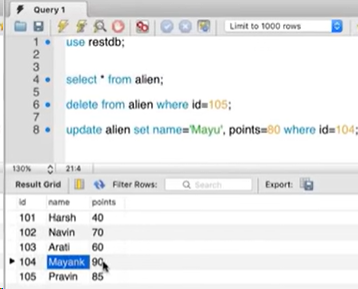 Query 1
Limit to 1000 rows
1 use restdb;
2
3
4 select * from alien;
5
6 delete from alien where id=105;
7
8 update alien set name='Mayu', points=80 where id=104;
130% 21:4
Result Grid Filter Rows: Search Export:
id name points
101 Harsh 40
102 Navin 70
103 Arati 60
104 Mayank 90
105 Pravin 85